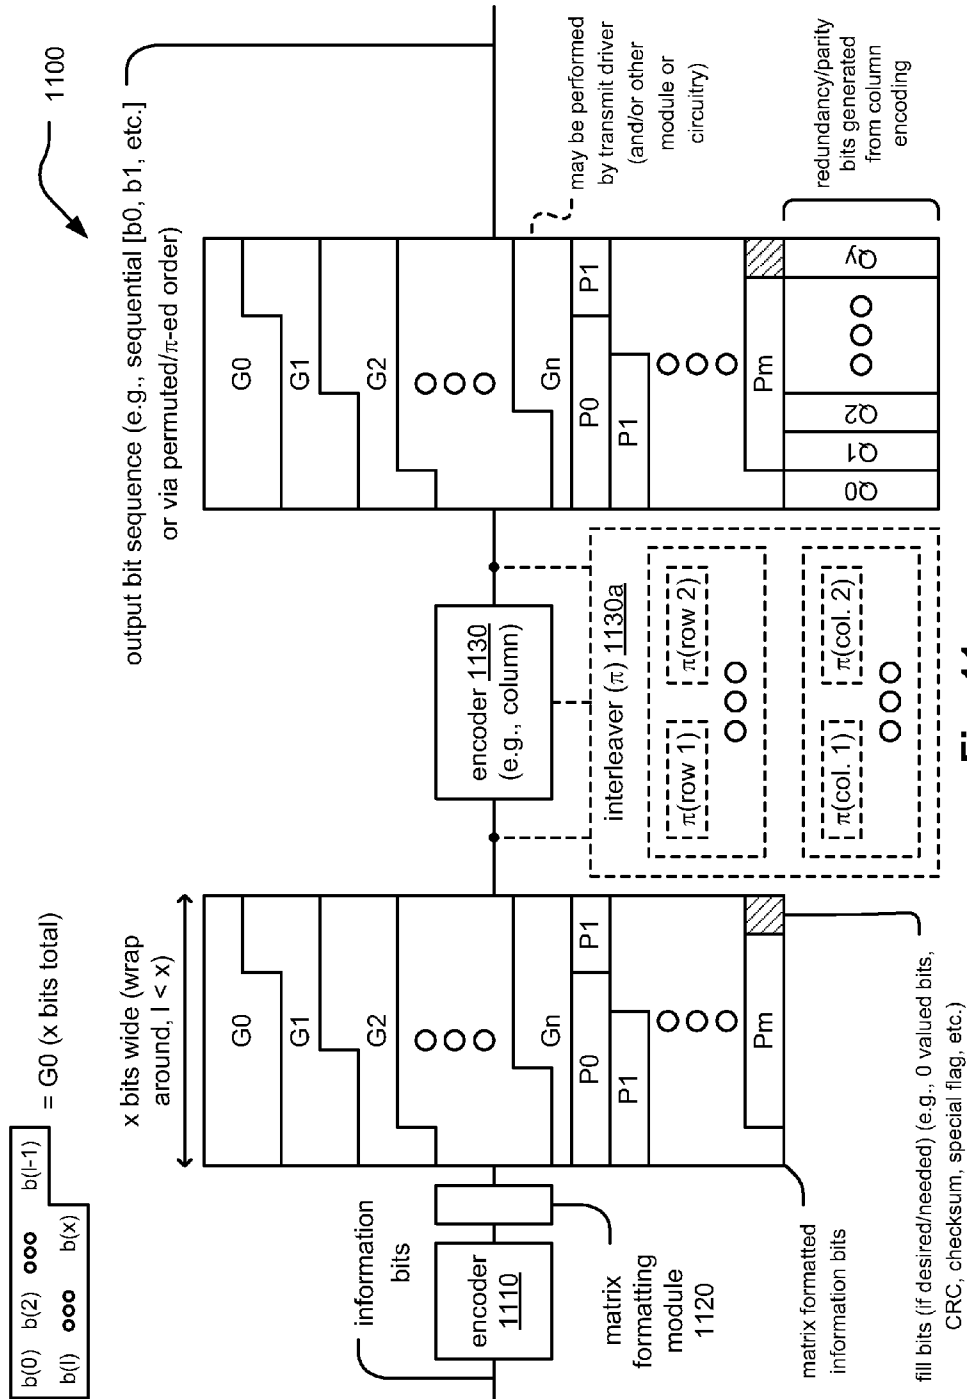 1100
output bit sequence (e.g., sequential [b0, b1, etc.]
or via permuted/π-ed order)
b(0) b(2) b(l-1)
b(l) b(x)
= G0 (x bits total)
x bits wide (wrap
around, l < x)
information
bits
encoder
1110
matrix
formatting
module
1120
G0
G1
G2
Gn
P0
P1
P1
Pm
matrix formatted
information bits
fill bits (if desired/needed) (e.g., 0 valued bits,
CRC, checksum, special flag, etc.)
encoder 1130
(e.g., column)
interleaver (π) 1130a
π(row 1) π(row 2)
π(col. 1) π(col. 2)
G0
G1
G2
Gn
P0
P1
P1
Pm
Q0
Q1
Q2
Qy
may be performed
by transmit driver
(and/or other
module or
circuitry)
redundancy/parity
bits generated
from column
encoding